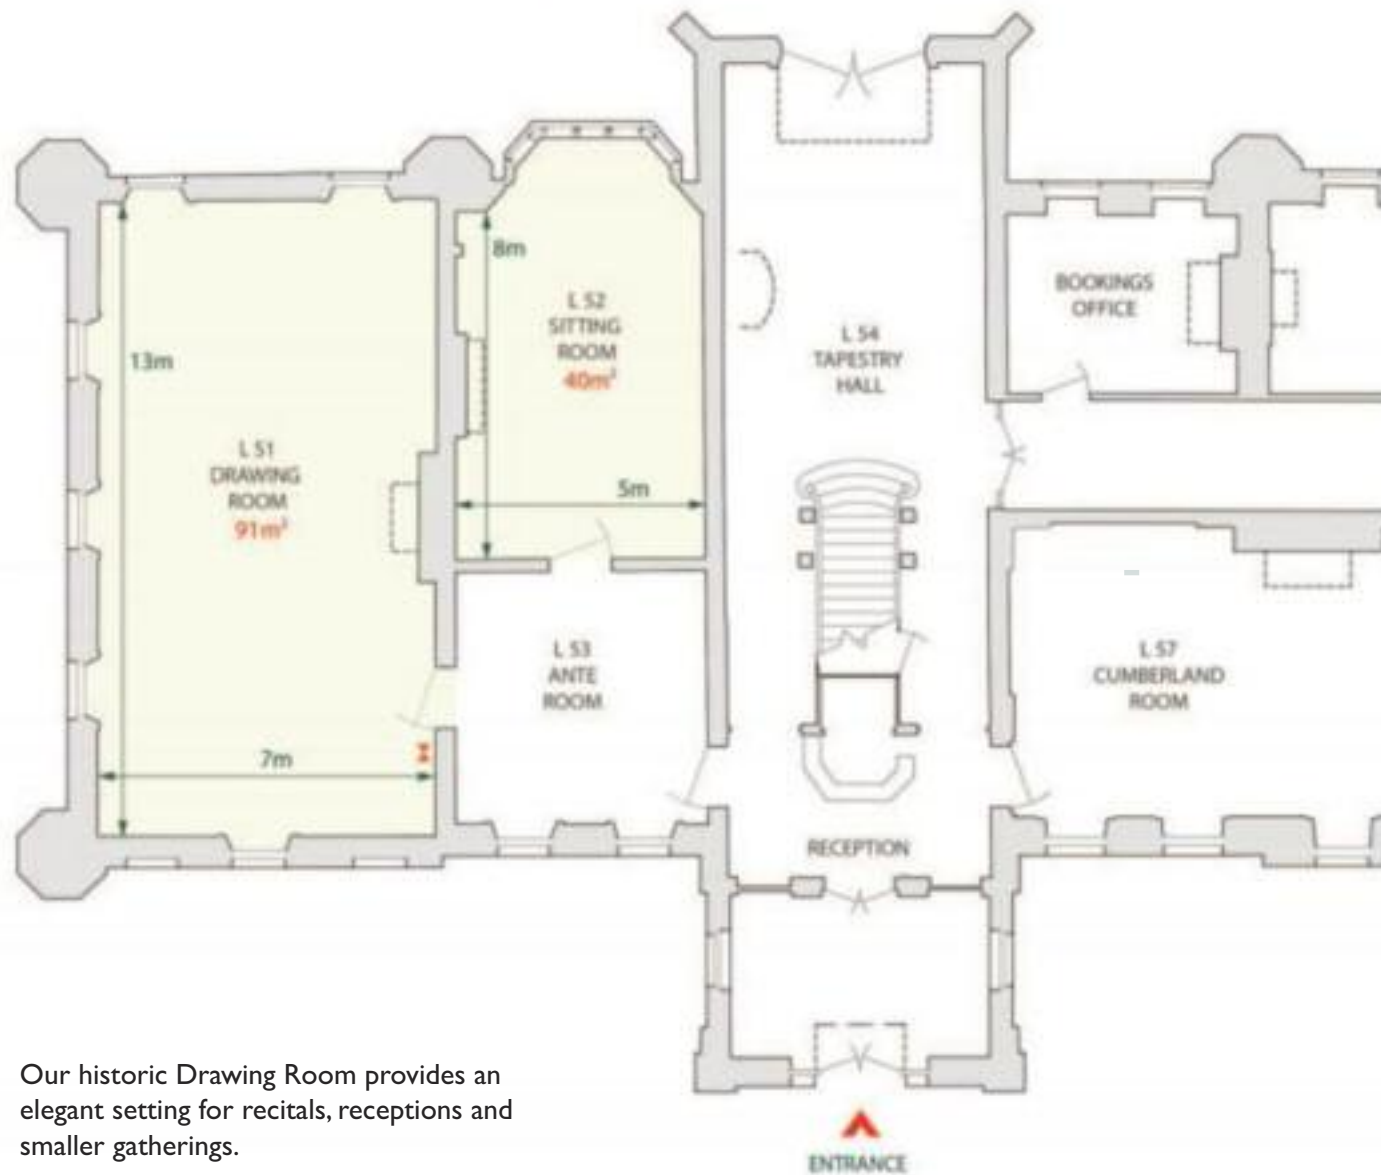 8m
L 52
SITTING
ROOM
40m²
BOOKINGS
OFFICE
L 54
TAPESTRY
HALL
13m
L 51
DRAWING
ROOM
91m²
5m
L 53
ANTE
ROOM
L 57
CUMBERLAND
ROOM
7m
RECEPTION
Our historic Drawing Room provides an
elegant setting for recitals, receptions and
smaller gatherings.
ENTRANCE